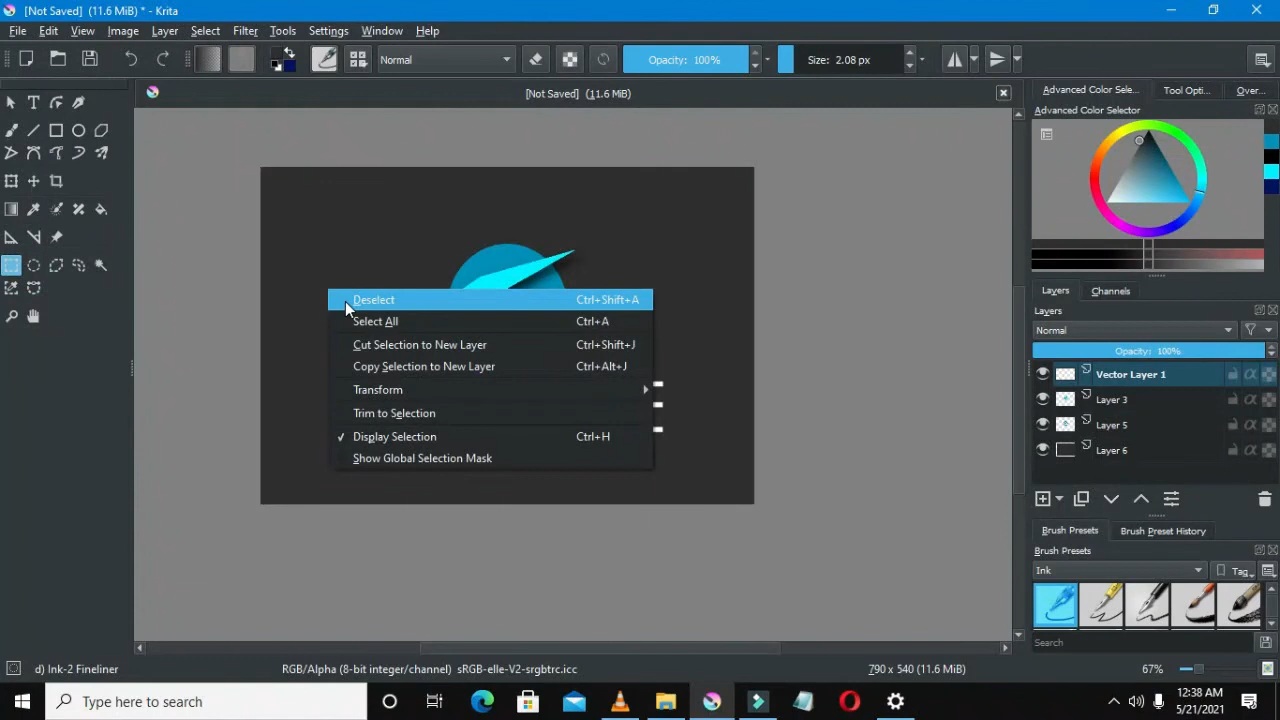 [Not Saved] (11.6 MiB) * - Krita
File Edit View Image Layer Select Filter Tools Settings Window Help
Normal Opacity: 100% Size: 2.08 px
[Not Saved] (11.6 MiB)
Advanced Color Sele... Tool Opti... Over...
Advanced Color Selector
Deselect Ctrl+Shift+A
Select All Ctrl+A
Cut Selection to New Layer Ctrl+Shift+J
Copy Selection to New Layer Ctrl+Alt+J
Transform
Trim to Selection
Display Selection Ctrl+H
Show Global Selection Mask
Layers Channels
Layers
Normal
Opacity: 100%
Vector Layer 1
Layer 3
Layer 5
Layer 6
Brush Presets Brush Preset History
Brush Presets
Ink Tag
Search
d) Ink-2 Fineliner RGB/Alpha (8-bit integer/channel) sRGB-elle-V2-srgbtrc.icc 790 x 540 (11.6 MiB) 67%
Type here to search
12:38 AM
5/21/2021